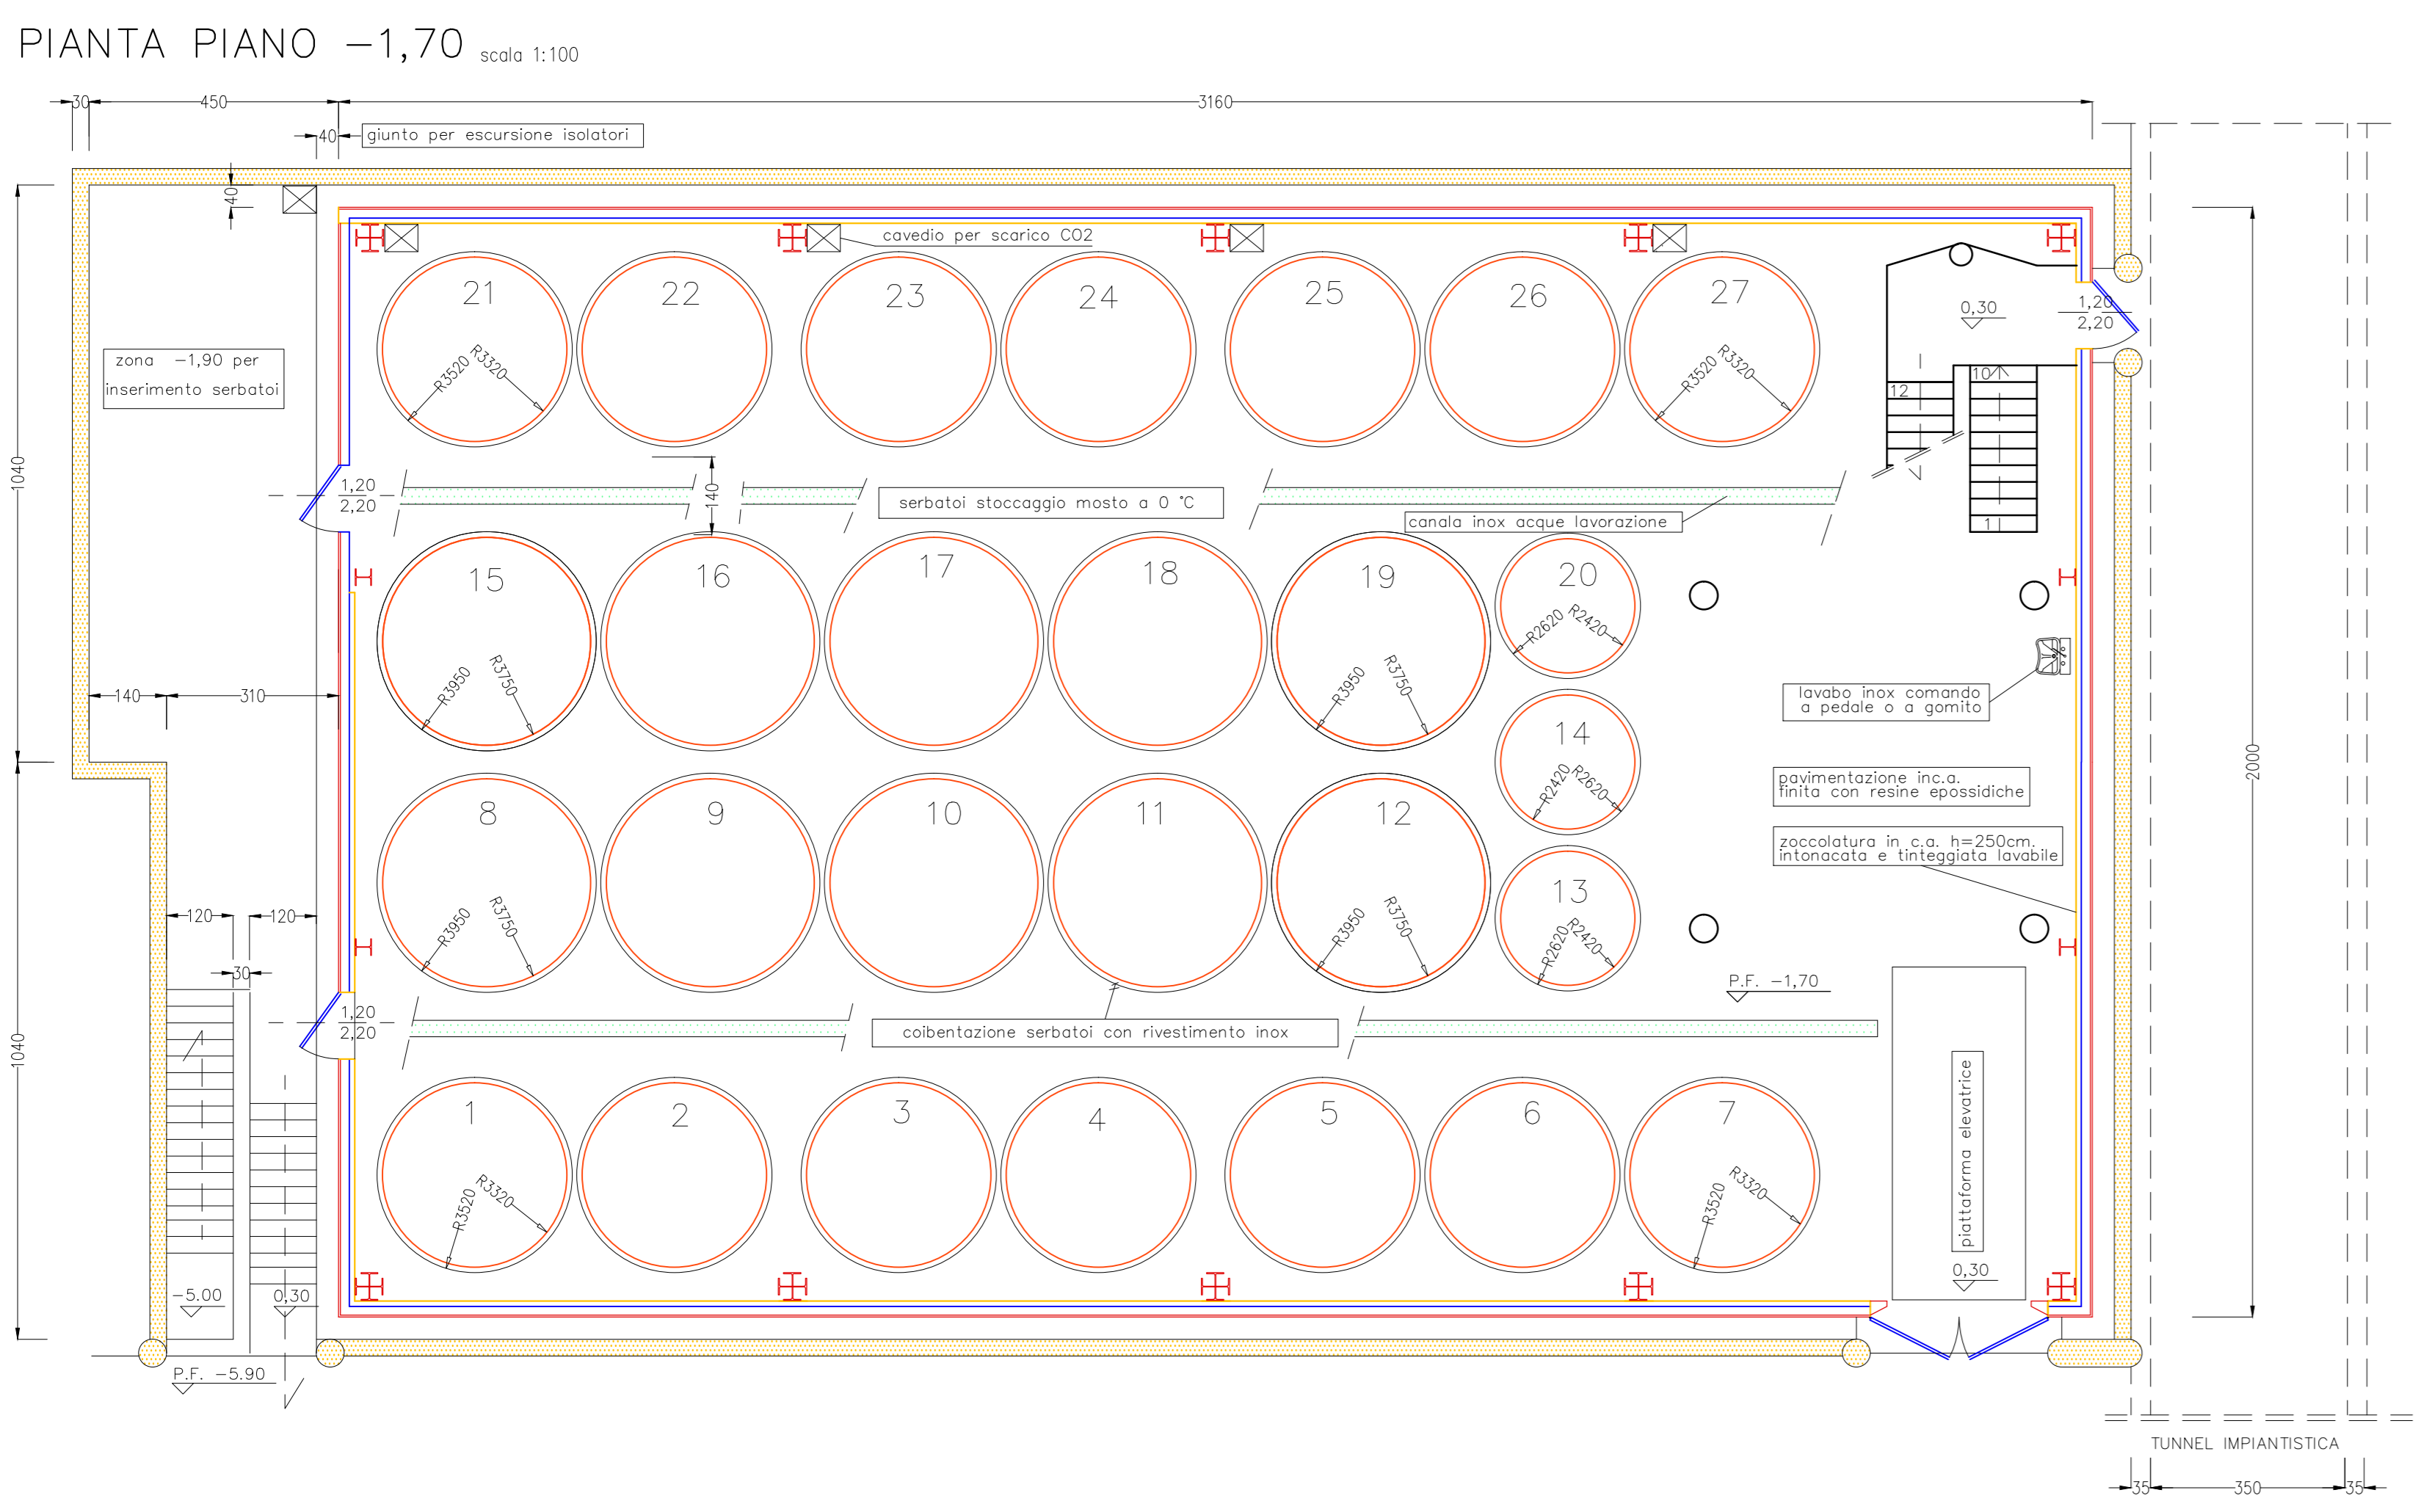 PIANTA PIANO −1,70 scala 1:100
30
450
3160
40
giunto per escursione isolatori
40
cavedio per scarico CO2
21
22
23
24
25
26
27
0,30
1,20
2,20
zona −1,90 per
inserimento serbatoi
R3520
R3320
R3520
R3320
12
10
1
1040
1,20
2,20
140
serbatoi stoccaggio mosto a 0 °C
canala inox acque lavorazione
15
16
17
18
19
20
R2620
R2420
R3950
R3750
R3950
R3750
140
310
lavabo inox comando
a pedale o a gomito
14
R2420
R2620
2000
pavimentazione inc.a.
finita con resine epossidiche
8
9
10
11
12
zoccolatura in c.a. h=250cm.
intonacata e tinteggiata lavabile
13
R2620
R2420
R3950
R3750
R3950
R3750
120
120
30
P.F. −1,70
1,20
2,20
coibentazione serbatoi con rivestimento inox
1040
1
2
3
4
5
6
7
piattaforma elevatrice
R3520
R3320
R3520
R3320
0,30
−5.00
0,30
P.F. −5.90
TUNNEL IMPIANTISTICA
35
350
35